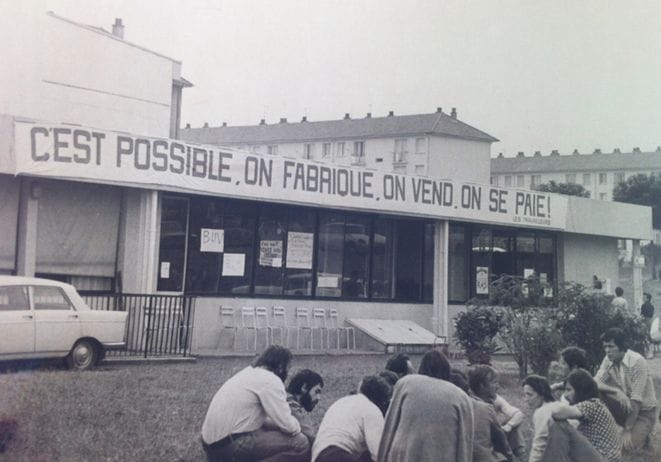 C'EST POSSIBLE, ON FABRIQUE, ON VEND, ON SE PAIE!
LES TRAVAILLEURS